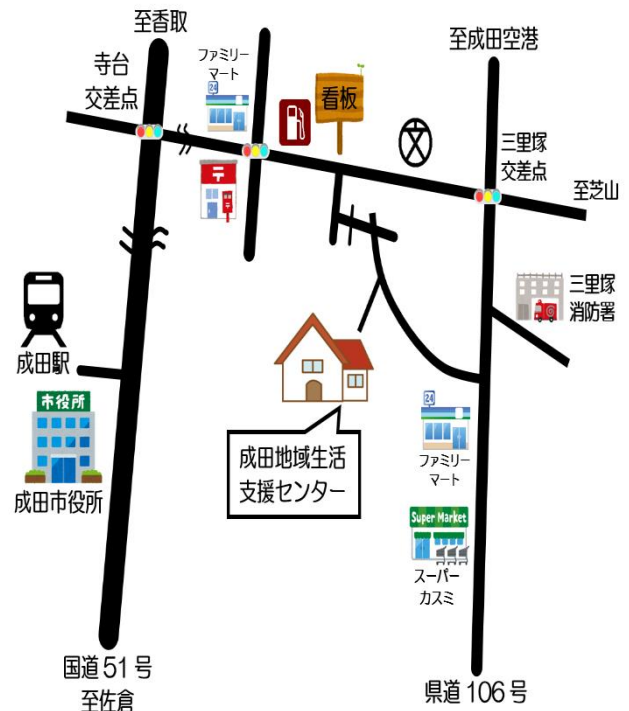 至香取
寺台
交差点
ファミリー
マート
24
看板
至成田空港
三里塚
交差点
至芝山
〒
三里塚
消防署
成田駅
市役所
成田市役所
成田地域生活
支援センター
24
ファミリー
マート
Super Market
スーパー
カスミ
国道51号
至佐倉
県道106号